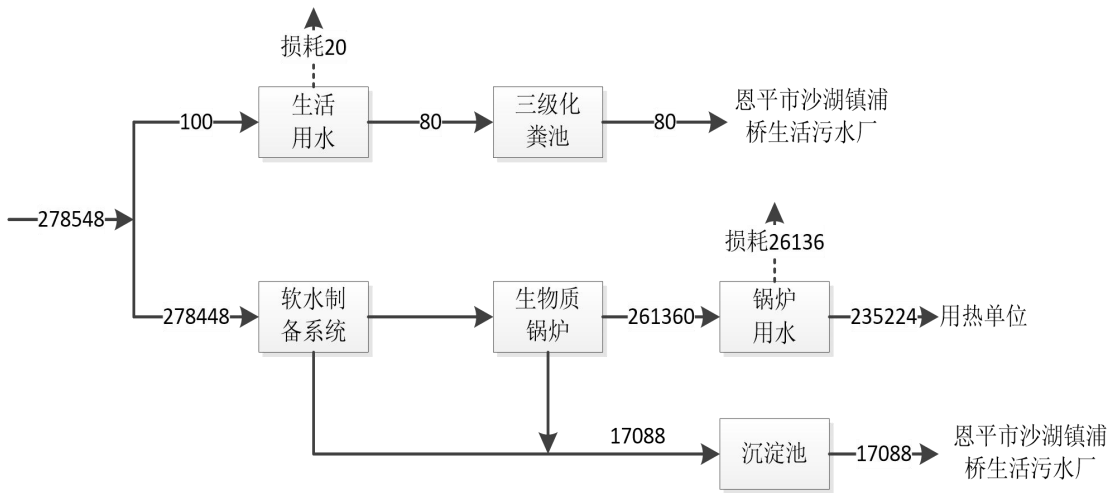 损耗20
生活
用水
三级化
粪池
恩平市沙湖镇浦
桥生活污水厂
100
80
80
278548
损耗26136
278448
软水制
备系统
生物质
锅炉
261360
锅炉
用水
235224
用热单位
17088
沉淀池
17088
恩平市沙湖镇浦
桥生活污水厂